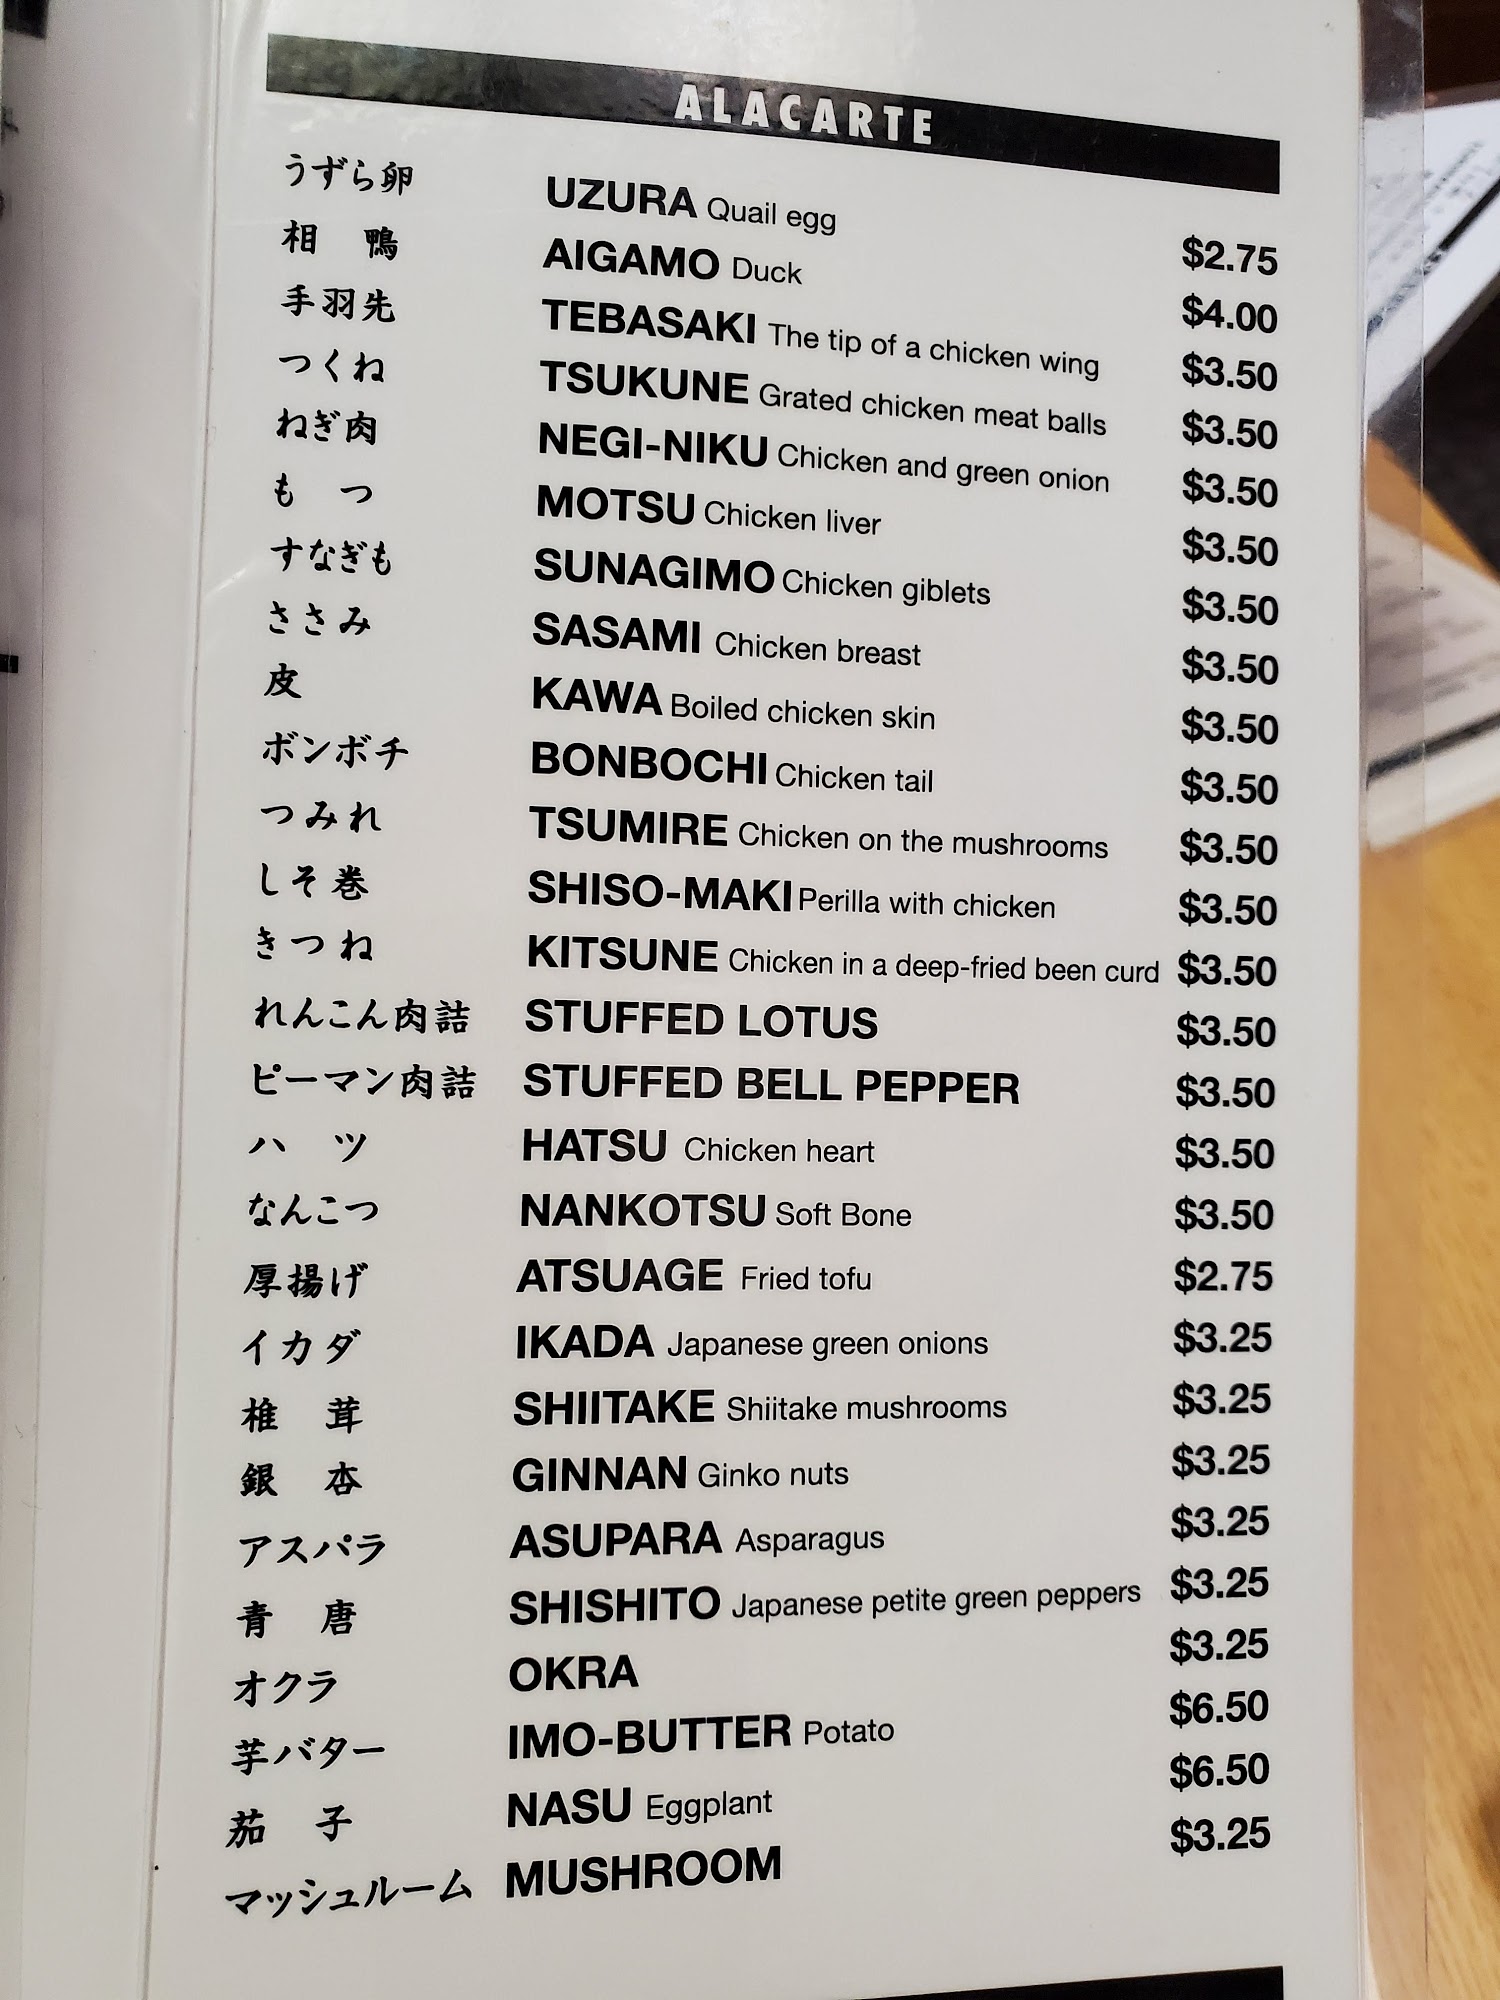 ALACARTE
うずら卵 UZURA Quail egg $2.75
相 鴨 AIGAMO Duck $4.00
手羽先 TEBASAKI The tip of a chicken wing $3.50
つくね TSUKUNE Grated chicken meat balls $3.50
ねぎ肉 NEGI-NIKU Chicken and green onion $3.50
も つ MOTSU Chicken liver $3.50
すなぎも SUNAGIMO Chicken giblets $3.50
ささみ SASAMI Chicken breast $3.50
皮 KAWA Boiled chicken skin $3.50
ボンボチ BONBOCHI Chicken tail $3.50
つみれ TSUMIRE Chicken on the mushrooms $3.50
しそ巻 SHISO-MAKI Perilla with chicken $3.50
きつね KITSUNE Chicken in a deep-fried been curd $3.50
れんこん肉詰 STUFFED LOTUS $3.50
ピーマン肉詰 STUFFED BELL PEPPER $3.50
ハ ツ HATSU Chicken heart $3.50
なんこつ NANKOTSU Soft Bone $3.50
厚揚げ ATSUAGE Fried tofu $2.75
イカダ IKADA Japanese green onions $3.25
椎 茸 SHIITAKE Shiitake mushrooms $3.25
銀 杏 GINNAN Ginko nuts $3.25
アスパラ ASUPARA Asparagus $3.25
青 唐 SHISHITO Japanese petite green peppers $3.25
オクラ OKRA $3.25
芋バター IMO-BUTTER Potato $6.50
茄 子 NASU Eggplant $6.50
マッシュルーム MUSHROOM $3.25